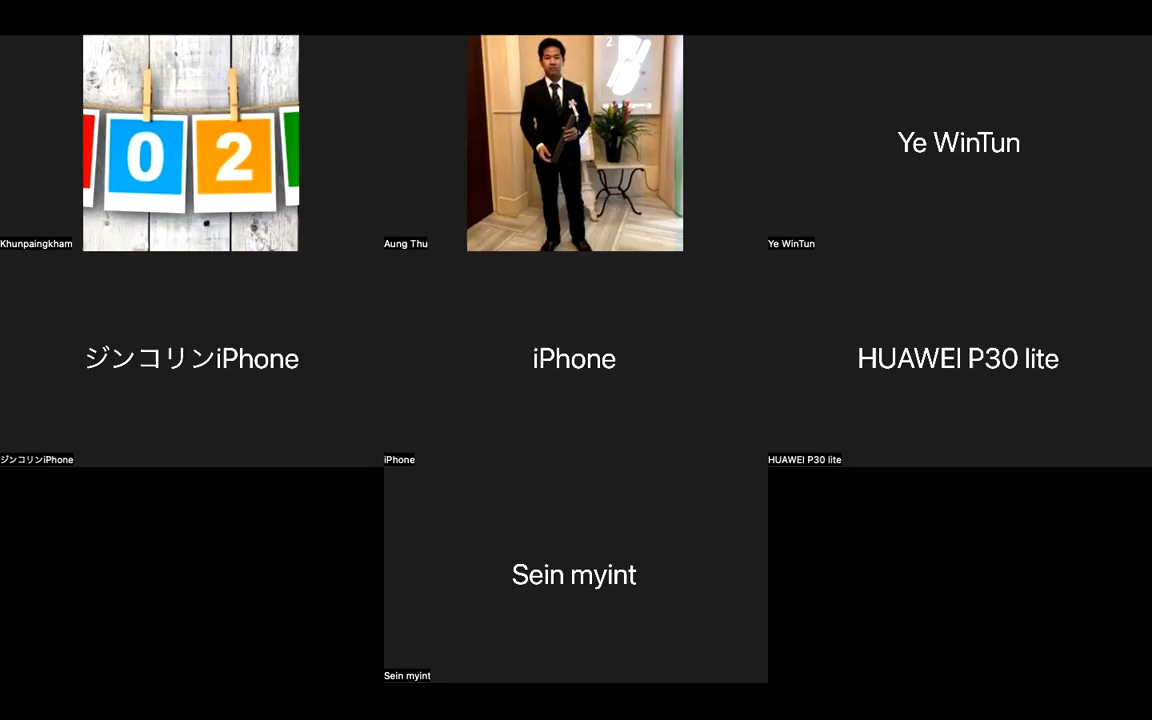 0 2
2
Khunpaingkham
Aung Thu
Ye WinTun
Ye WinTun
ジンコリンiPhone
iPhone
HUAWEI P30 lite
ジンコリンiPhone
iPhone
HUAWEI P30 lite
Sein myint
Sein myint